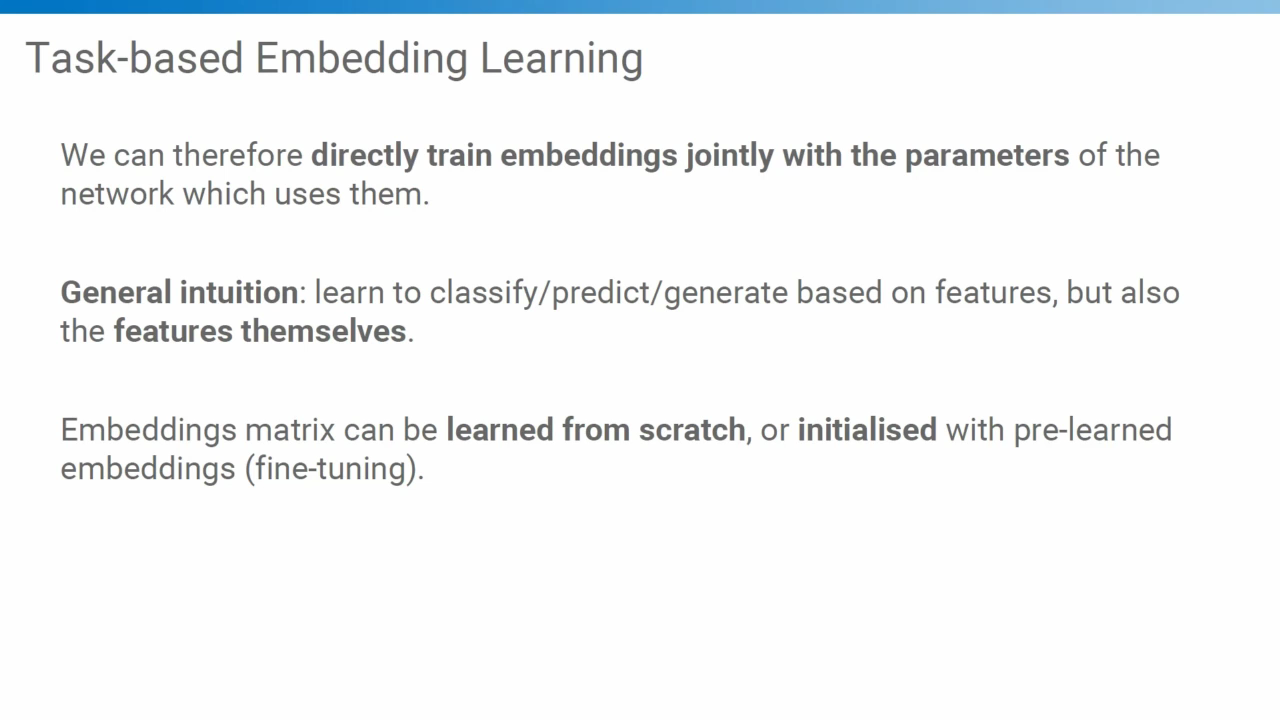 Task-based Embedding Learning
We can therefore directly train embeddings jointly with the parameters of the
network which uses them.
General intuition: learn to classify/predict/generate based on features, but also
the features themselves.
Embeddings matrix can be learned from scratch, or initialised with pre-learned
embeddings (fine-tuning).